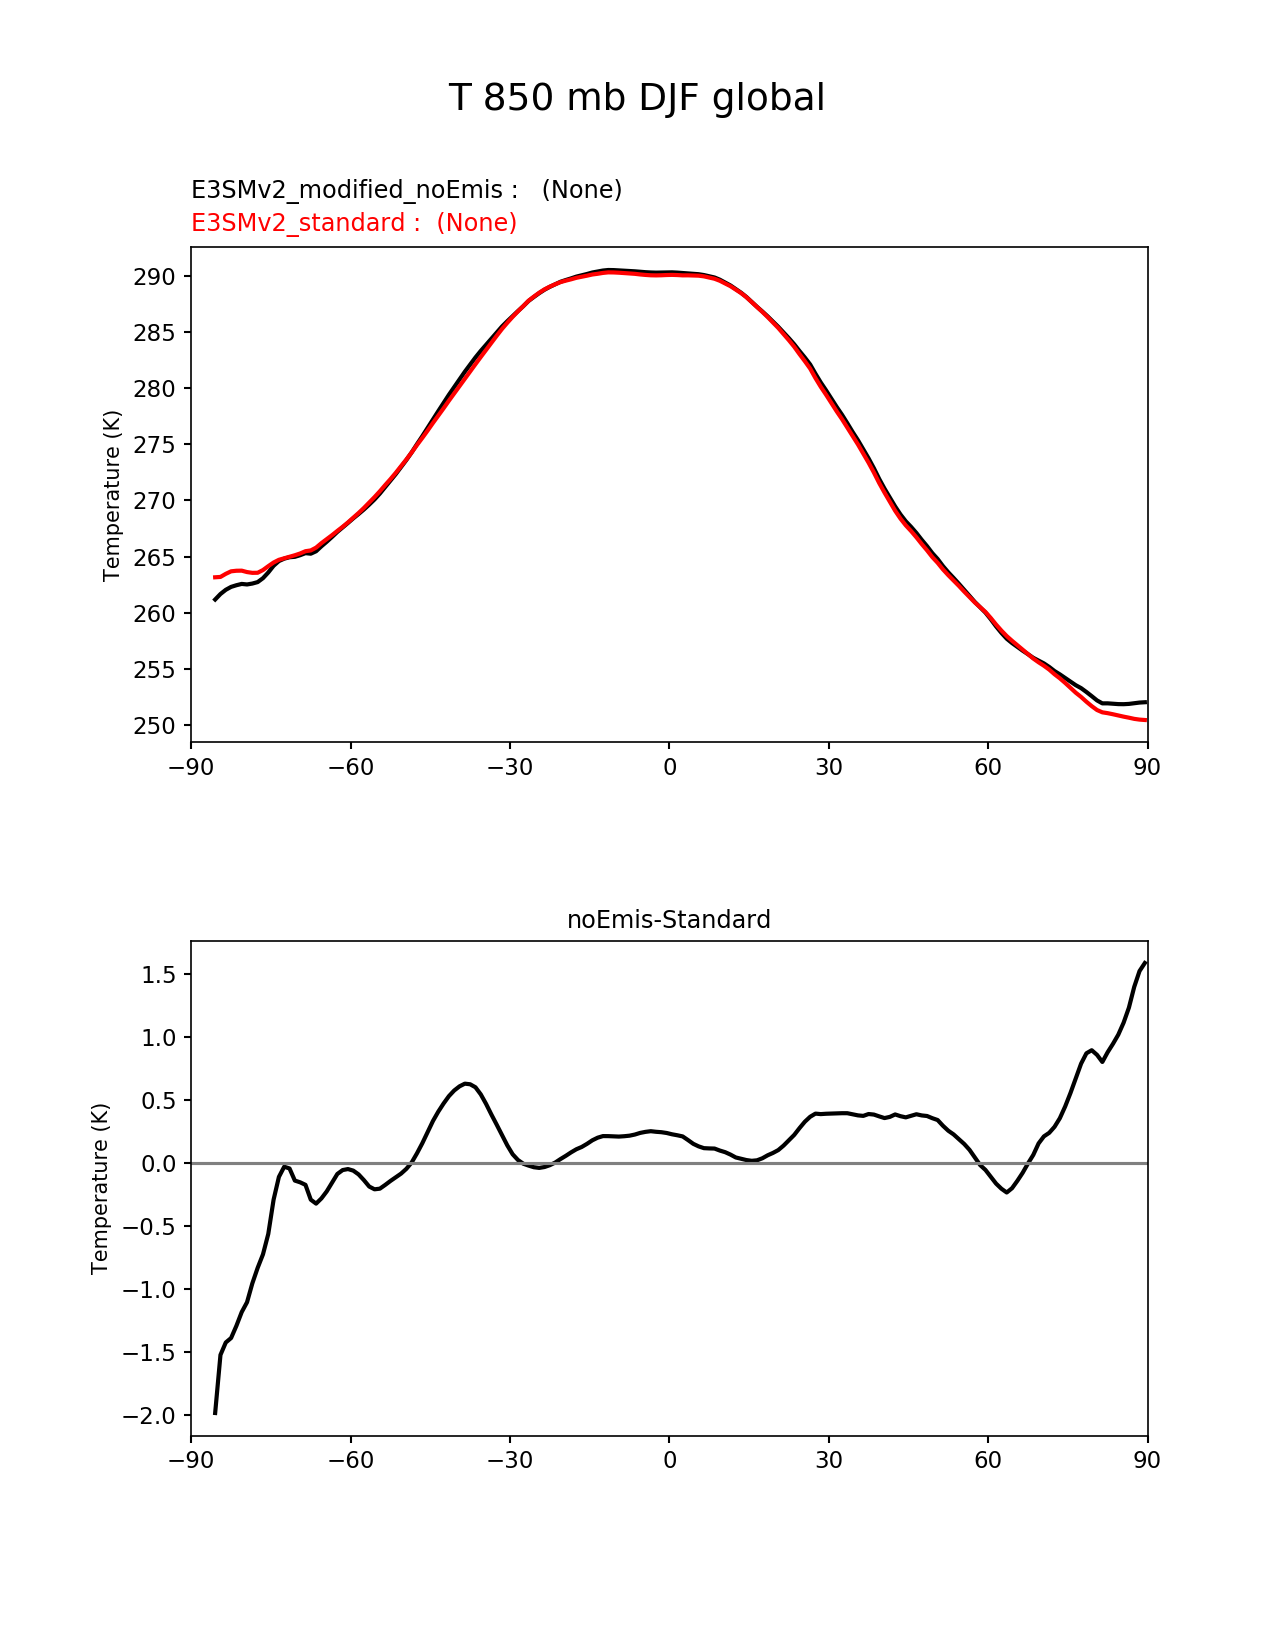 T 850 mb DJF global
E3SMv2_modified_noEmis :   (None)
E3SMv2_standard :  (None)
290
285
280
275
270
265
260
255
250
Temperature (K)
−90 −60 −30 0 30 60 90
noEmis-Standard
1.5
1.0
0.5
0.0
−0.5
−1.0
−1.5
−2.0
Temperature (K)
−90 −60 −30 0 30 60 90